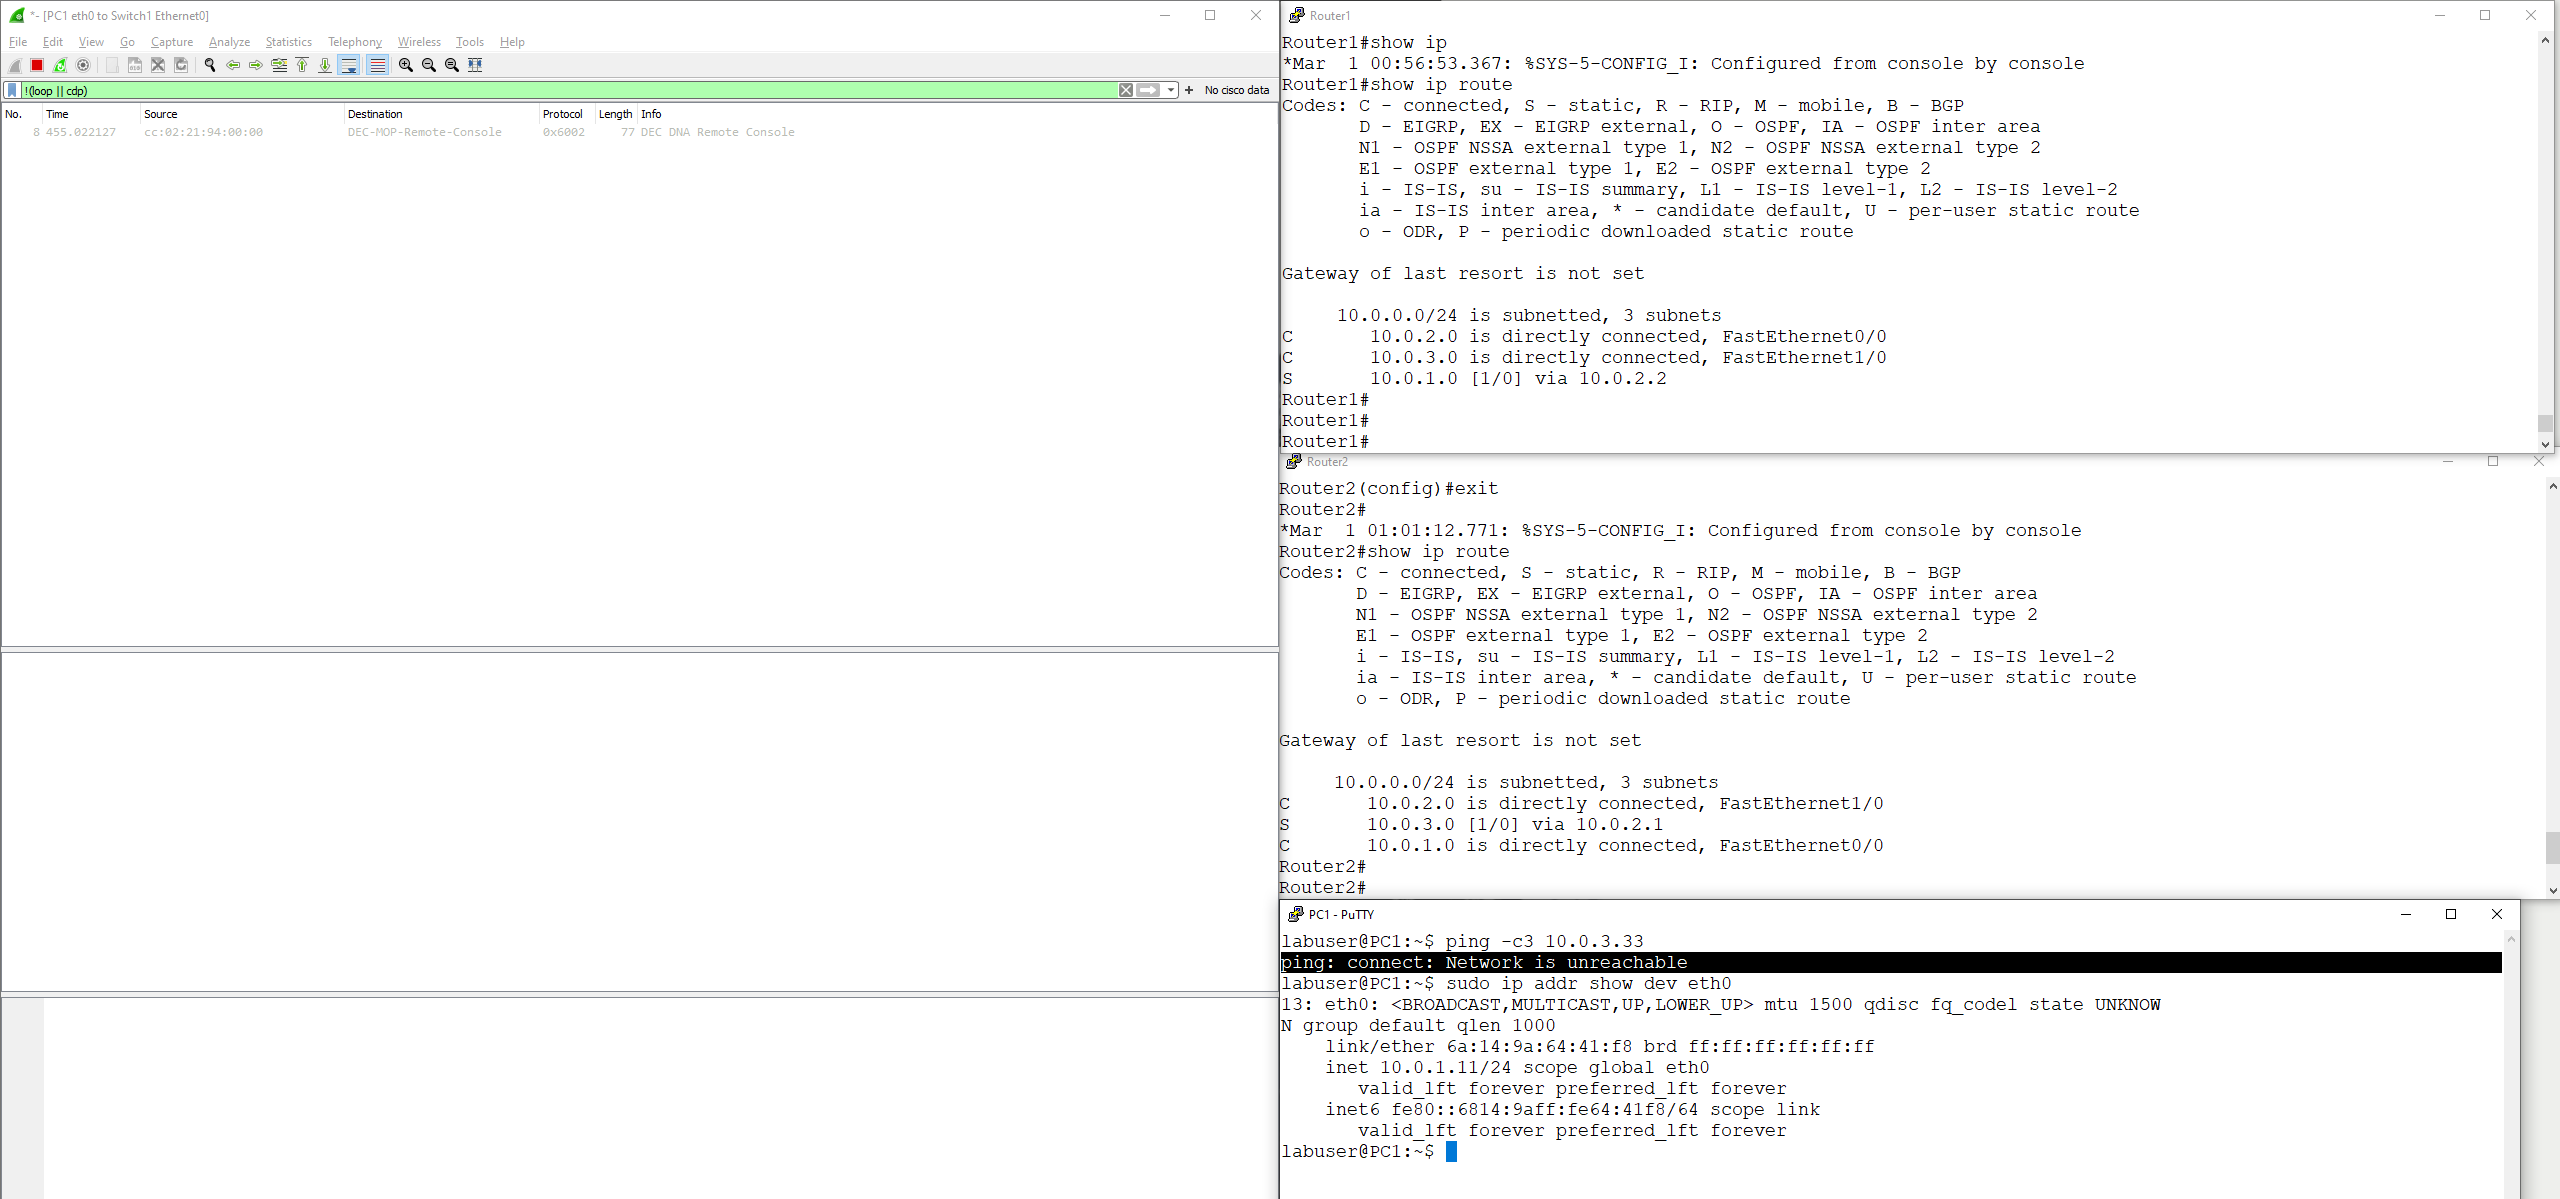 *- [PC1 eth0 to Switch1 Ethernet0]
File Edit View Go Capture Analyze Statistics Telephony Wireless Tools Help
!(loop || cdp)
+ No cisco data
No. Time Source Destination Protocol Length Info
8 455.022127 cc:02:21:94:00:00 DEC-MOP-Remote-Console 0x6002 77 DEC DNA Remote Console
Router1
Router1#show ip
*Mar  1 00:56:53.367: %SYS-5-CONFIG_I: Configured from console by console
Router1#show ip route
Codes: C - connected, S - static, R - RIP, M - mobile, B - BGP
       D - EIGRP, EX - EIGRP external, O - OSPF, IA - OSPF inter area
       N1 - OSPF NSSA external type 1, N2 - OSPF NSSA external type 2
       E1 - OSPF external type 1, E2 - OSPF external type 2
       i - IS-IS, su - IS-IS summary, L1 - IS-IS level-1, L2 - IS-IS level-2
       ia - IS-IS inter area, * - candidate default, U - per-user static route
       o - ODR, P - periodic downloaded static route
Gateway of last resort is not set
     10.0.0.0/24 is subnetted, 3 subnets
C       10.0.2.0 is directly connected, FastEthernet0/0
C       10.0.3.0 is directly connected, FastEthernet1/0
S       10.0.1.0 [1/0] via 10.0.2.2
Router1#
Router1#
Router1#
Router2
Router2(config)#exit
Router2#
*Mar  1 01:01:12.771: %SYS-5-CONFIG_I: Configured from console by console
Router2#show ip route
Codes: C - connected, S - static, R - RIP, M - mobile, B - BGP
       D - EIGRP, EX - EIGRP external, O - OSPF, IA - OSPF inter area
       N1 - OSPF NSSA external type 1, N2 - OSPF NSSA external type 2
       E1 - OSPF external type 1, E2 - OSPF external type 2
       i - IS-IS, su - IS-IS summary, L1 - IS-IS level-1, L2 - IS-IS level-2
       ia - IS-IS inter area, * - candidate default, U - per-user static route
       o - ODR, P - periodic downloaded static route
Gateway of last resort is not set
     10.0.0.0/24 is subnetted, 3 subnets
C       10.0.2.0 is directly connected, FastEthernet1/0
S       10.0.3.0 [1/0] via 10.0.2.1
C       10.0.1.0 is directly connected, FastEthernet0/0
Router2#
Router2#
PC1 - PuTTY
labuser@PC1:~$ ping -c3 10.0.3.33
ping: connect: Network is unreachable
labuser@PC1:~$ sudo ip addr show dev eth0
13: eth0: <BROADCAST,MULTICAST,UP,LOWER_UP> mtu 1500 qdisc fq_codel state UNKNOW
N group default qlen 1000
    link/ether 6a:14:9a:64:41:f8 brd ff:ff:ff:ff:ff:ff
    inet 10.0.1.11/24 scope global eth0
       valid_lft forever preferred_lft forever
    inet6 fe80::6814:9aff:fe64:41f8/64 scope link
       valid_lft forever preferred_lft forever
labuser@PC1:~$